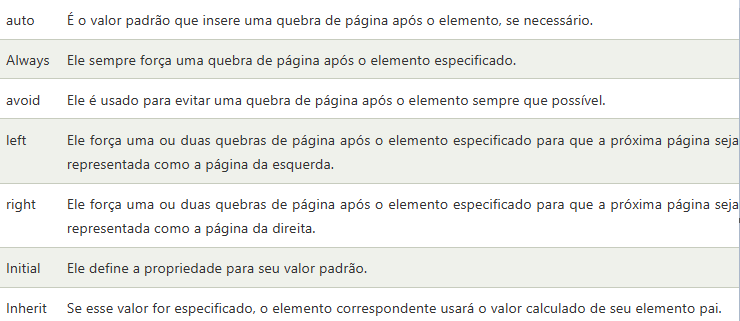 auto É o valor padrão que insere uma quebra de página após o elemento, se necessário.
Always Ele sempre força uma quebra de página após o elemento especificado.
avoid Ele é usado para evitar uma quebra de página após o elemento sempre que possível.
left Ele força uma ou duas quebras de página após o elemento especificado para que a próxima página seja
representada como a página da esquerda.
right Ele força uma ou duas quebras de página após o elemento especificado para que a próxima página seja
representada como a página da direita.
Initial Ele define a propriedade para seu valor padrão.
Inherit Se esse valor for especificado, o elemento correspondente usará o valor calculado de seu elemento pai.